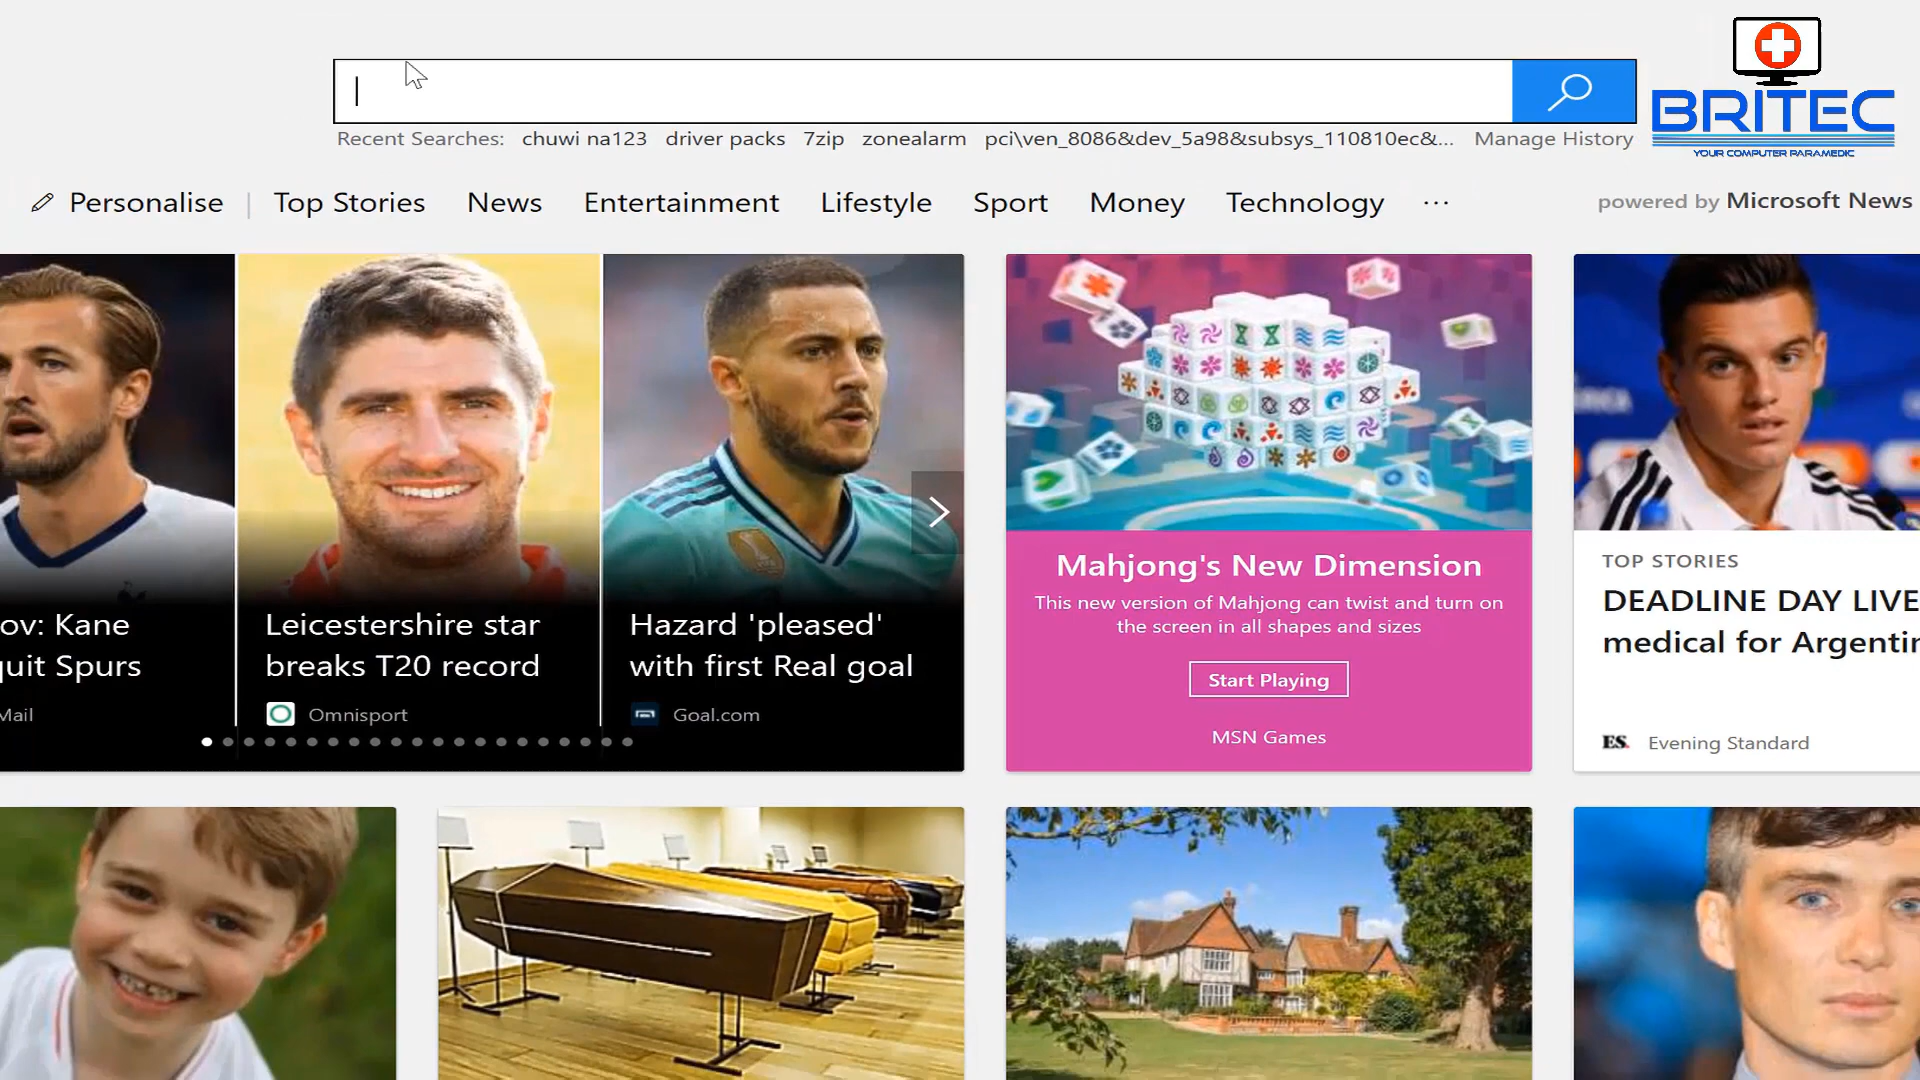 BRITEC
YOUR COMPUTER PARAMEDIC
Recent Searches: chuwi na123 driver packs 7zip zonealarm pci\ven_8086&dev_5a98&subsys_110810ec&... Manage History
Personalise | Top Stories News Entertainment Lifestyle Sport Money Technology ...
powered by Microsoft News
ov: Kane
quit Spurs
Mail
Leicestershire star
breaks T20 record
Omnisport
Hazard 'pleased'
with first Real goal
Goal.com
Mahjong's New Dimension
This new version of Mahjong can twist and turn on
the screen in all shapes and sizes
Start Playing
MSN Games
TOP STORIES
DEADLINE DAY LIVE
medical for Argentin
ES. Evening Standard